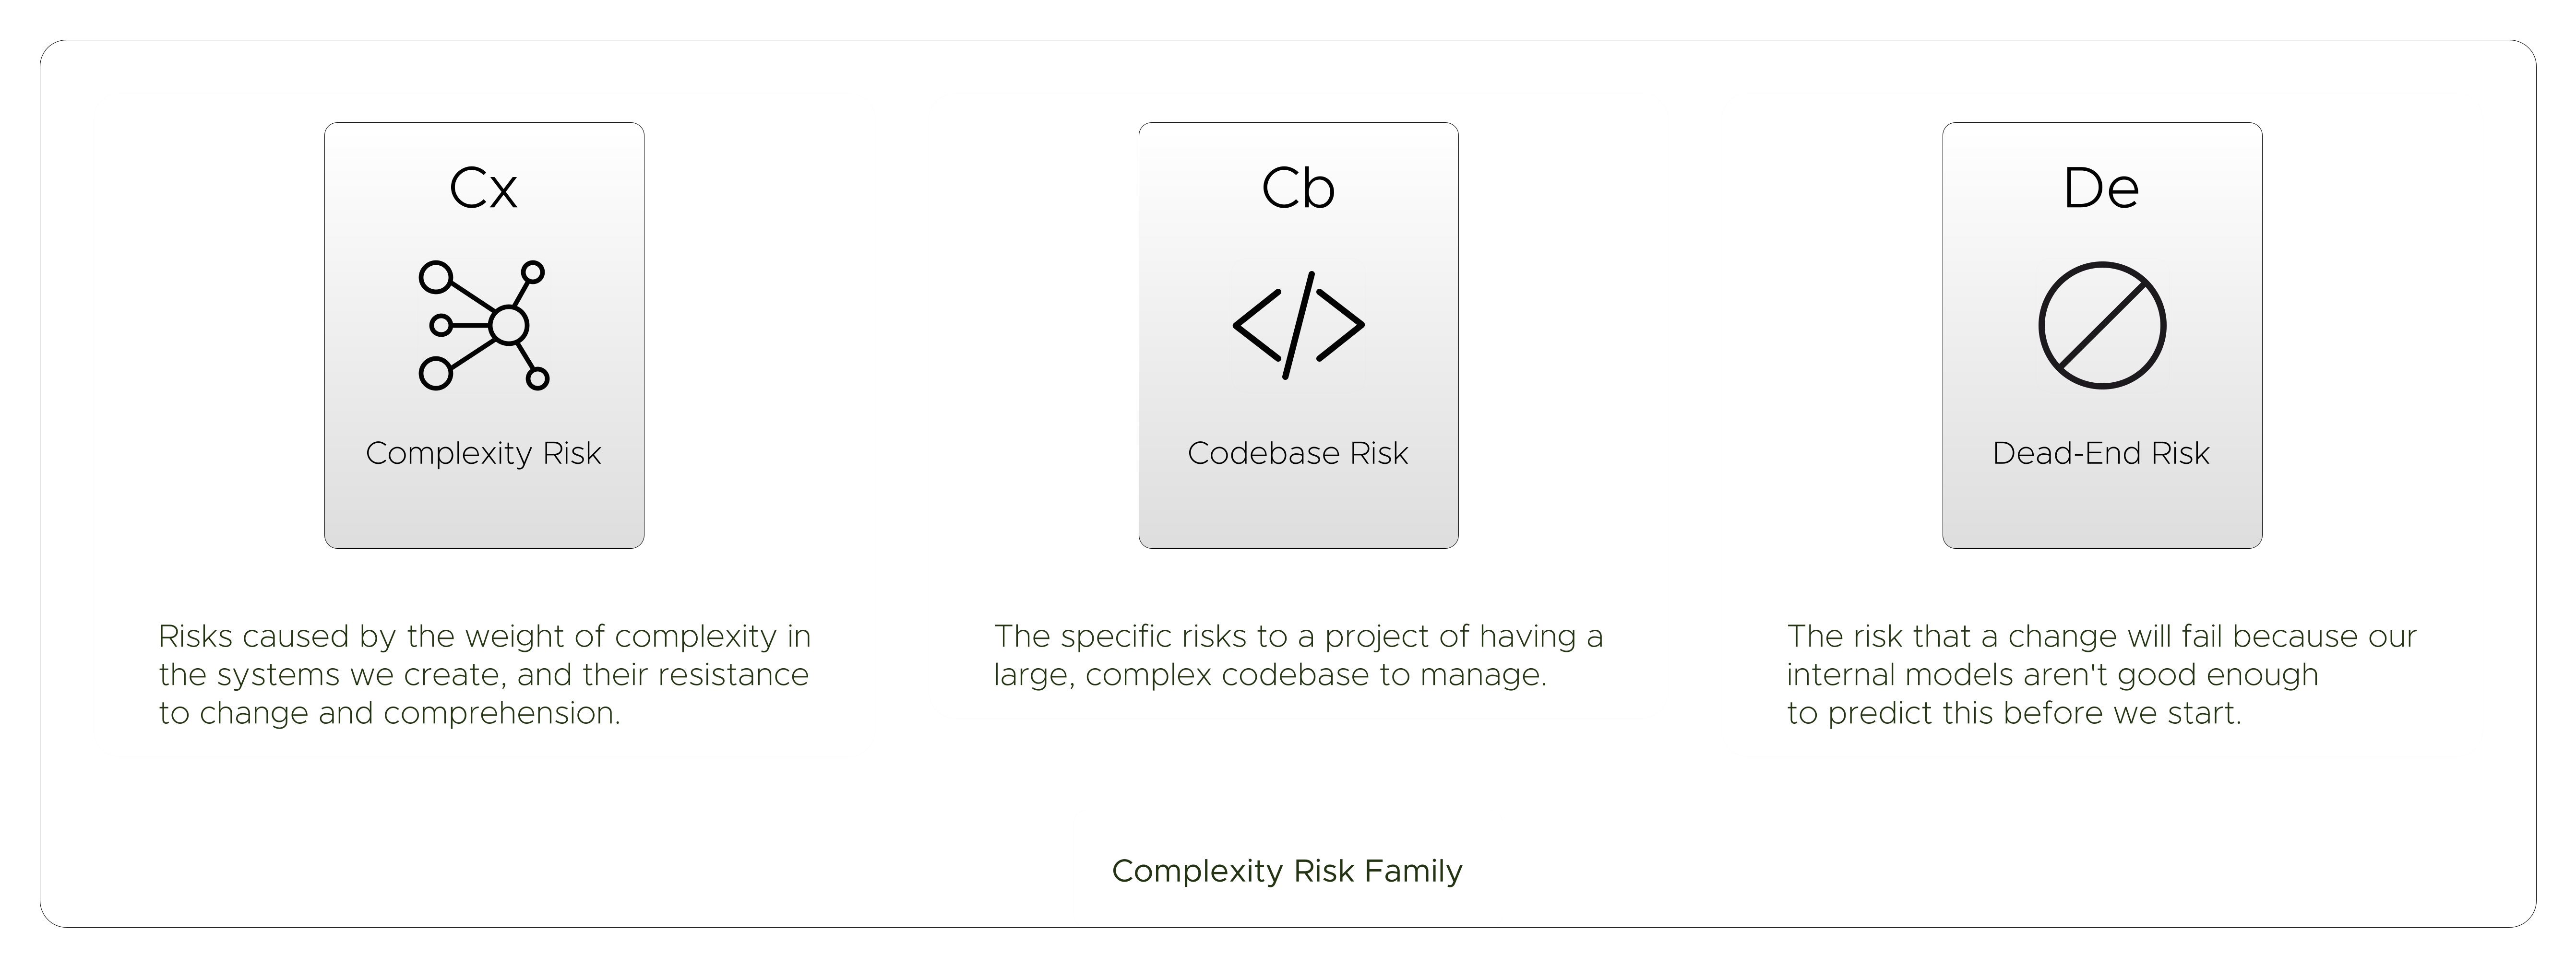 Cx
Complexity Risk
Risks caused by the weight of complexity in
the systems we create, and their resistance
to change and comprehension.
Cb
Codebase Risk
The specific risks to a project of having a
large, complex codebase to manage.
De
Dead-End Risk
The risk that a change will fail because our
internal models aren't good enough
to predict this before we start.
Complexity Risk Family